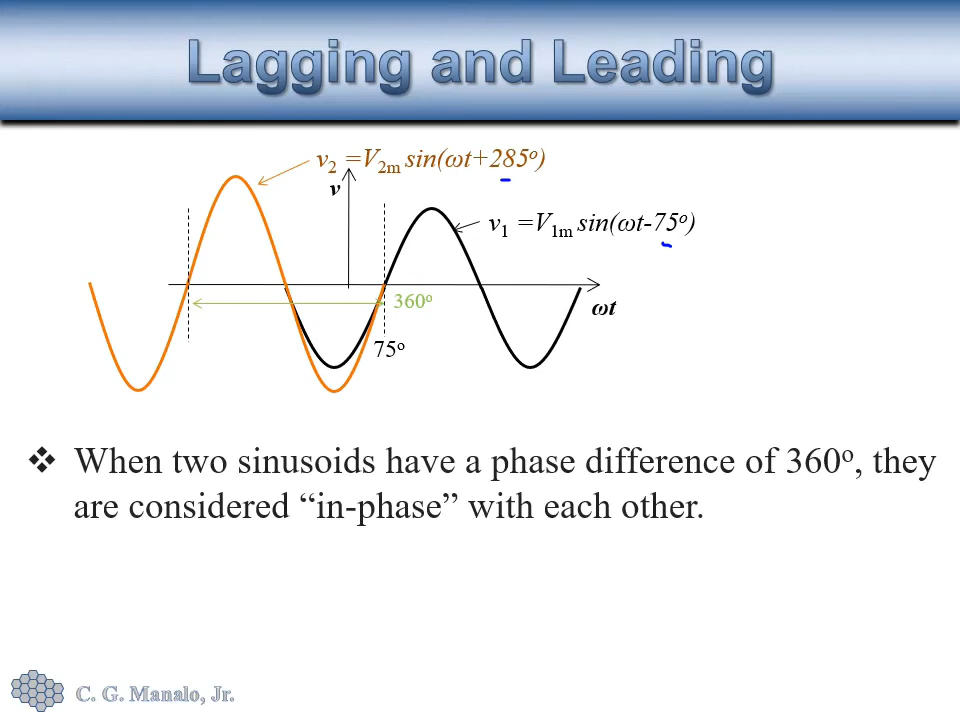 Lagging and Leading
v₂ =V₂ₘ sin(ωt+285º)
v
v₁ =V₁ₘ sin(ωt-75º)
360º
ωt
75º
❖ When two sinusoids have a phase difference of 360º, they
are considered “in-phase” with each other.
C. G. Manalo, Jr.